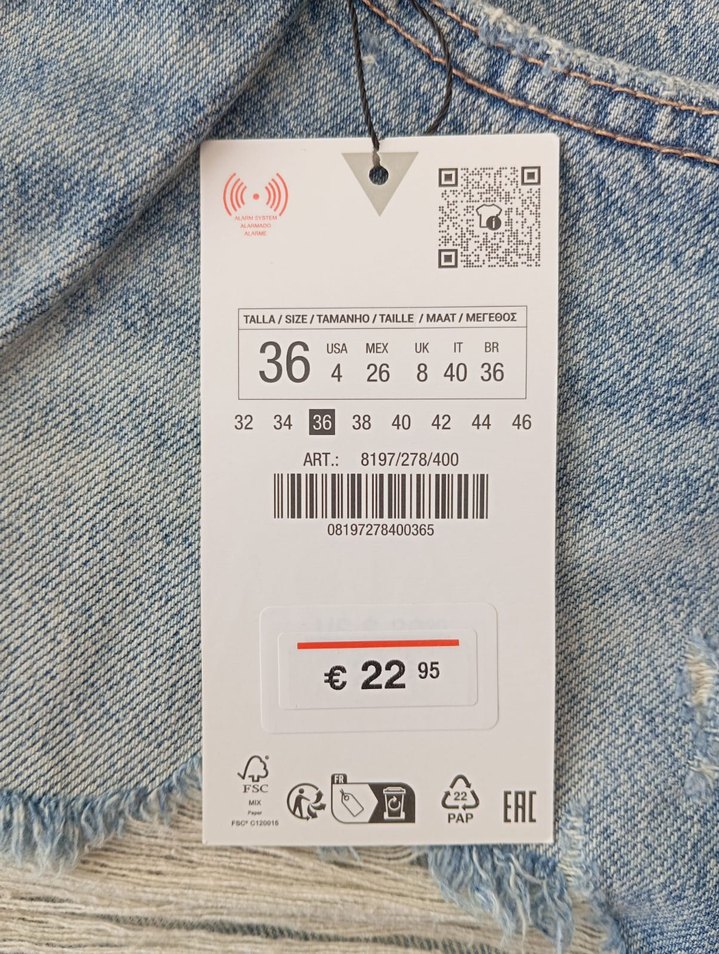 ALARM SYSTEM
ALARMADO
ALARME
TALLA / SIZE / TAMANHO / TAILLE / MAAT / ΜΕΓΕΘΟΣ
36 USA 4 MEX 26 UK 8 IT 40 BR 36
32 34 36 38 40 42 44 46
ART.: 8197/278/400
08197278400365
€ 22 95
FSC
MIX
Paper
FSC® C120015
FR
22
PAP
EAC